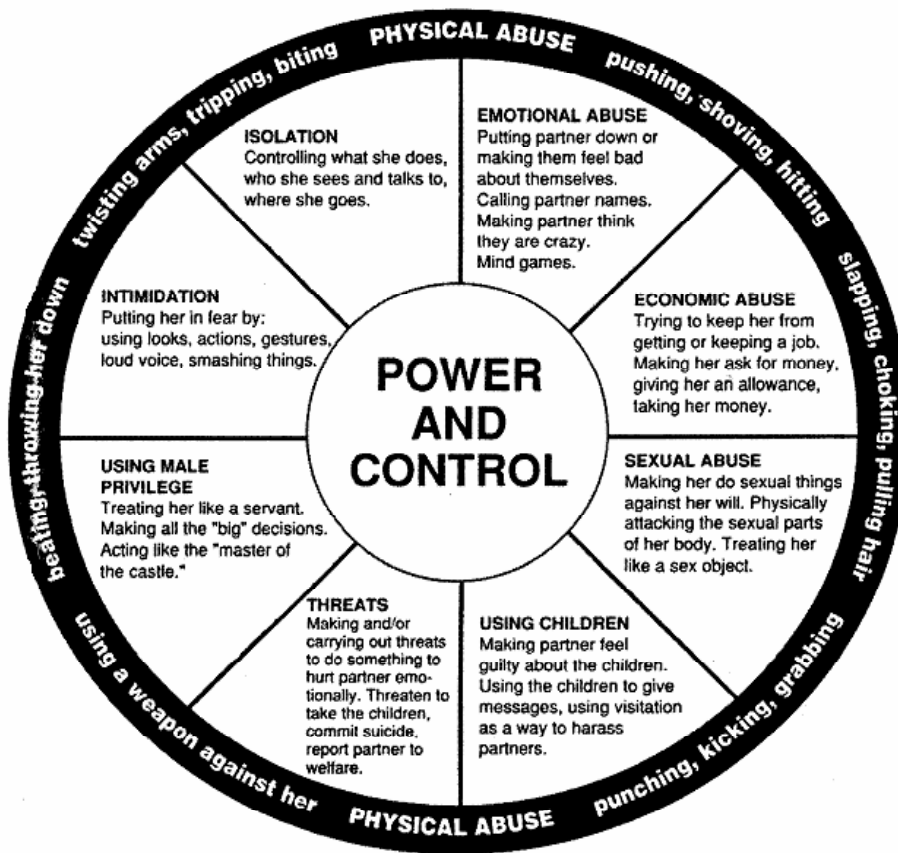 PHYSICAL ABUSE
pushing, shoving, hitting
slapping, choking, pulling hair
punching, kicking, grabbing
PHYSICAL ABUSE
using a weapon against her
beating, throwing her down
twisting arms, tripping, biting
POWER
AND
CONTROL
EMOTIONAL ABUSE
Putting partner down or
making them feel bad
about themselves.
Calling partner names.
Making partner think
they are crazy.
Mind games.
ECONOMIC ABUSE
Trying to keep her from
getting or keeping a job.
Making her ask for money,
giving her an allowance,
taking her money.
SEXUAL ABUSE
Making her do sexual things
against her will. Physically
attacking the sexual parts
of her body. Treating her
like a sex object.
USING CHILDREN
Making partner feel
guilty about the children.
Using the children to give
messages, using visitation
as a way to harass
partners.
THREATS
Making and/or
carrying out threats
to do something to
hurt partner emo-
tionally. Threaten to
take the children,
commit suicide,
report partner to
welfare.
USING MALE
PRIVILEGE
Treating her like a servant.
Making all the "big" decisions.
Acting like the "master of
the castle."
INTIMIDATION
Putting her in fear by:
using looks, actions, gestures,
loud voice, smashing things.
ISOLATION
Controlling what she does,
who she sees and talks to,
where she goes.